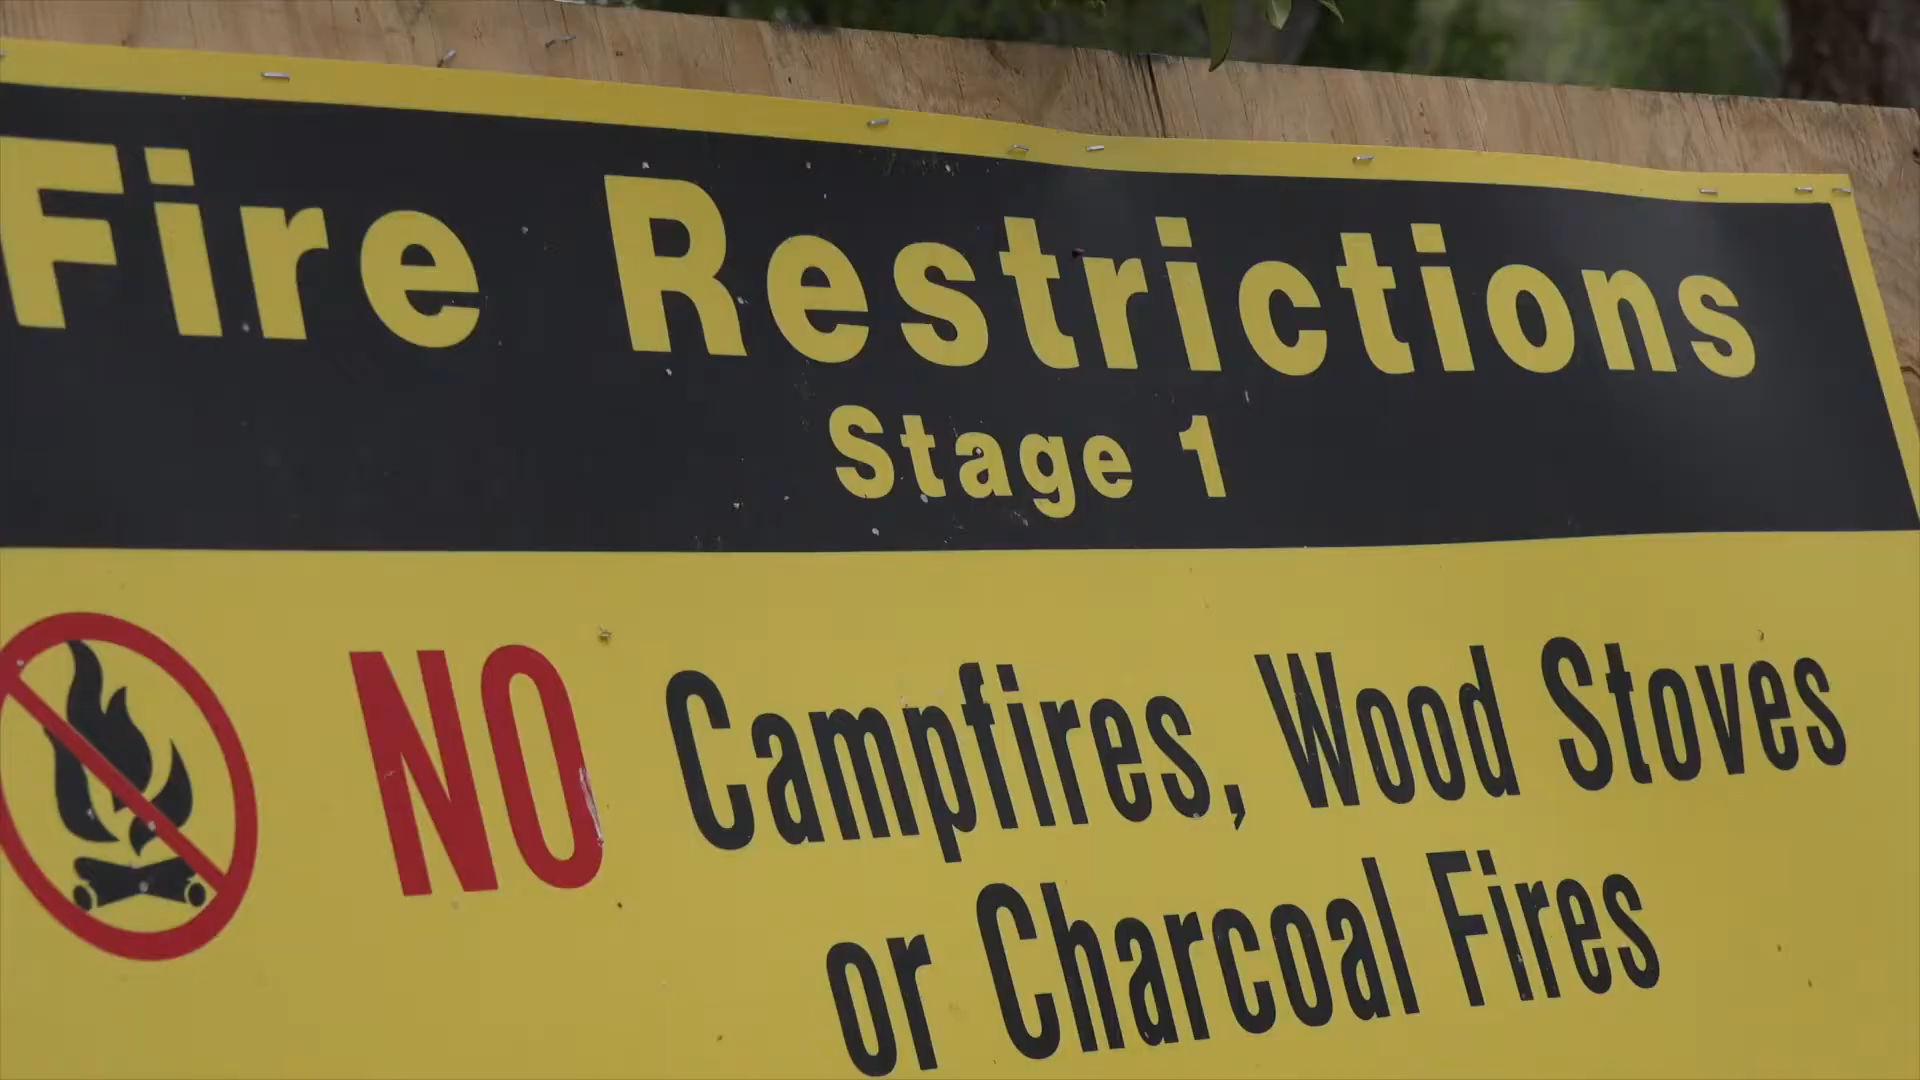 Fire Restrictions
Stage 1
NO Campfires, Wood Stoves
or Charcoal Fires